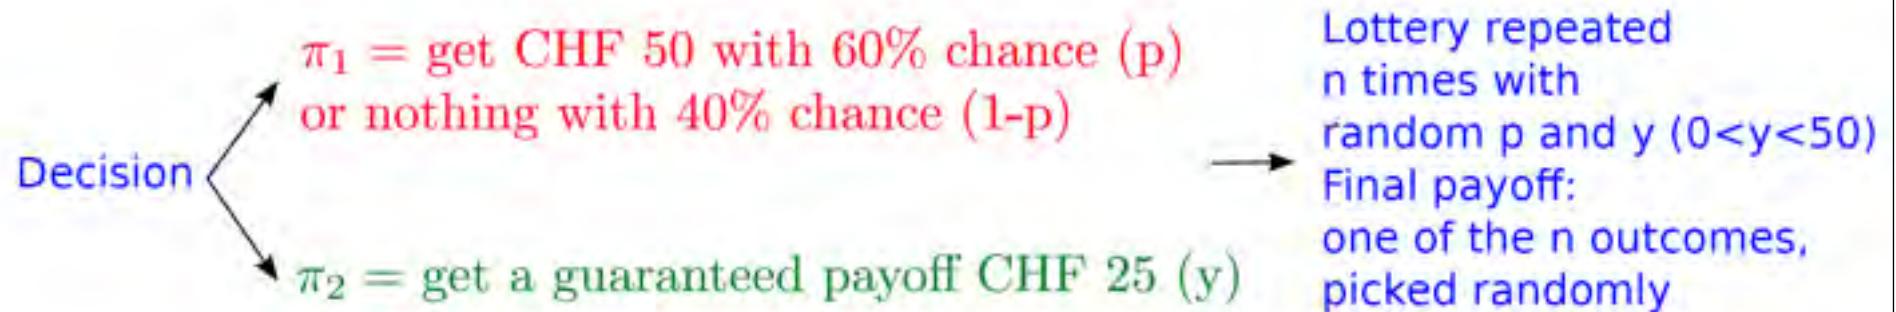 Decision
π₁ = get CHF 50 with 60% chance (p)
or nothing with 40% chance (1-p)
π₂ = get a guaranteed payoff CHF 25 (y)
Lottery repeated
n times with
random p and y (0<y<50)
Final payoff:
one of the n outcomes,
picked randomly